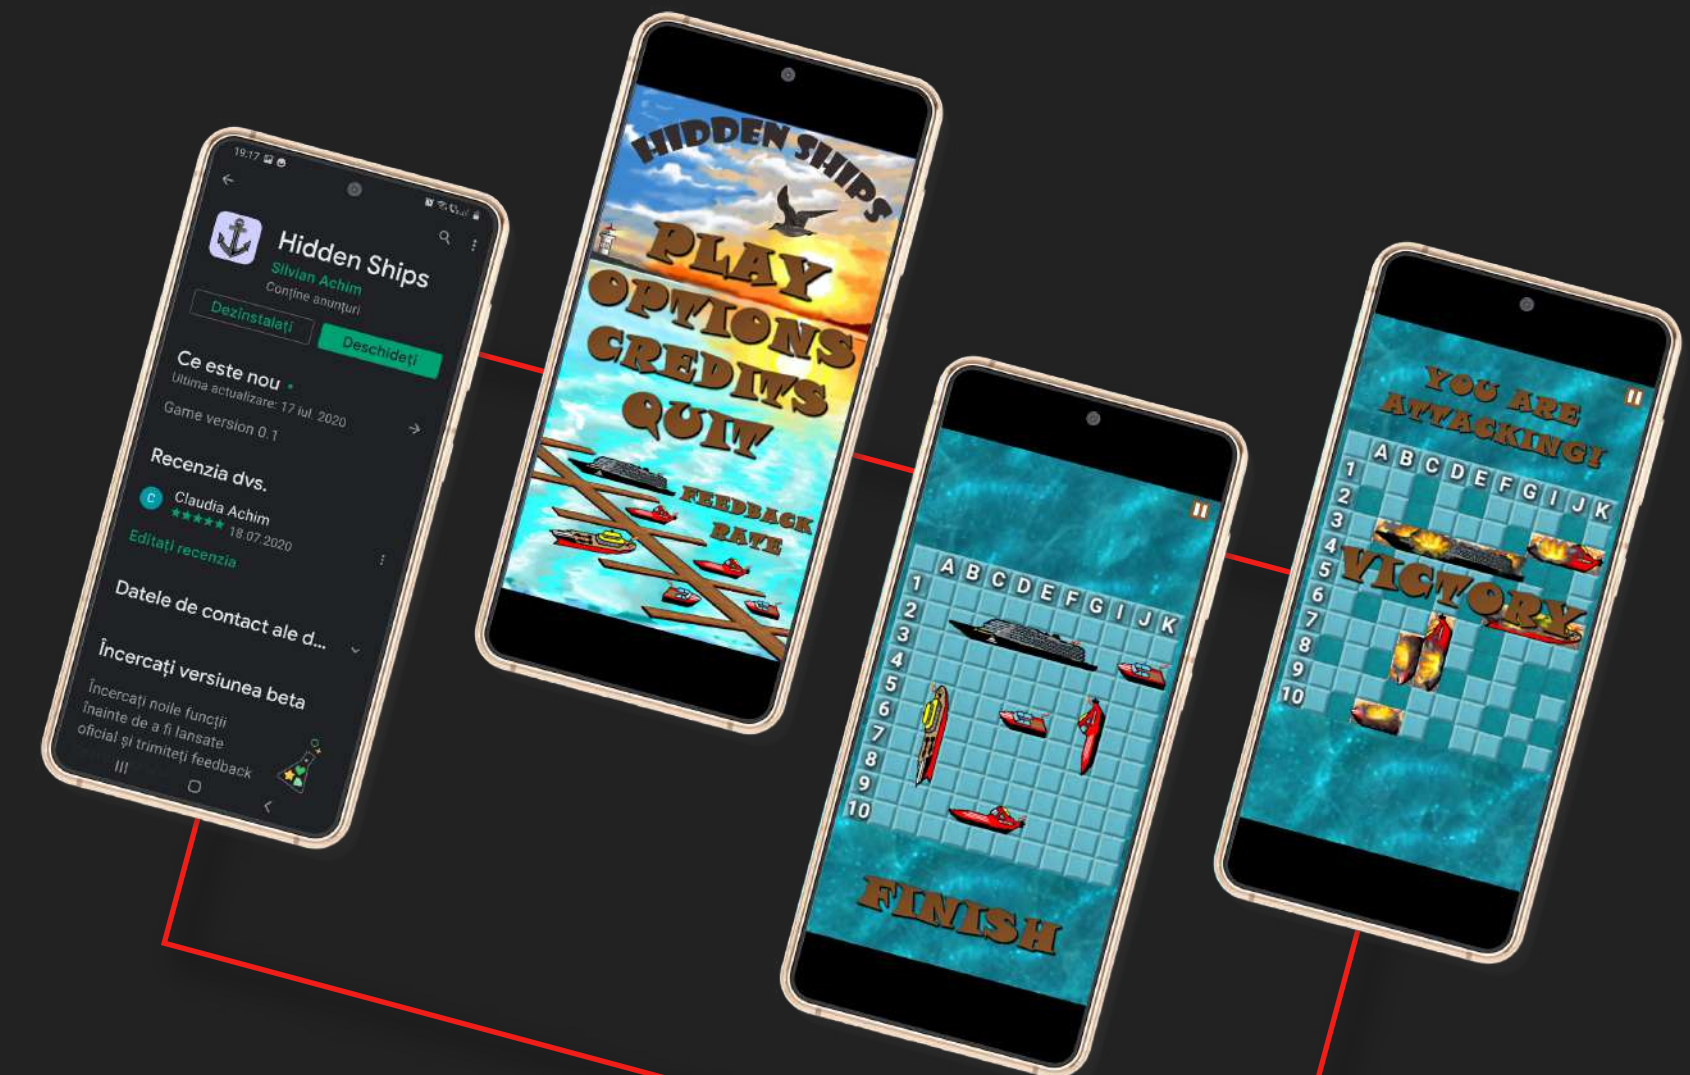 19:17
Hidden Ships
Silvian Achim
Conține anunțuri
Dezinstalați
Deschideți
Ce este nou
Ultima actualizare: 17 iul. 2020
Game version 0.1
Recenzia dvs.
C
Claudia Achim
18.07.2020
Editați recenzia
Datele de contact ale d...
Încercați versiunea beta
Încercați noile funcții
înainte de a fi lansate
oficial și trimiteți feedback
HIDDEN SHIPS
PLAY
OPTIONS
CREDITS
QUIT
FEEDBACK
RATE
A B C D E F G I J K
1
2
3
4
5
6
7
8
9
10
FINISH
YOU ARE
ATTACKING!
A B C D E F G I J K
1
2
3
4
5
6
7
8
9
10
VICTORY